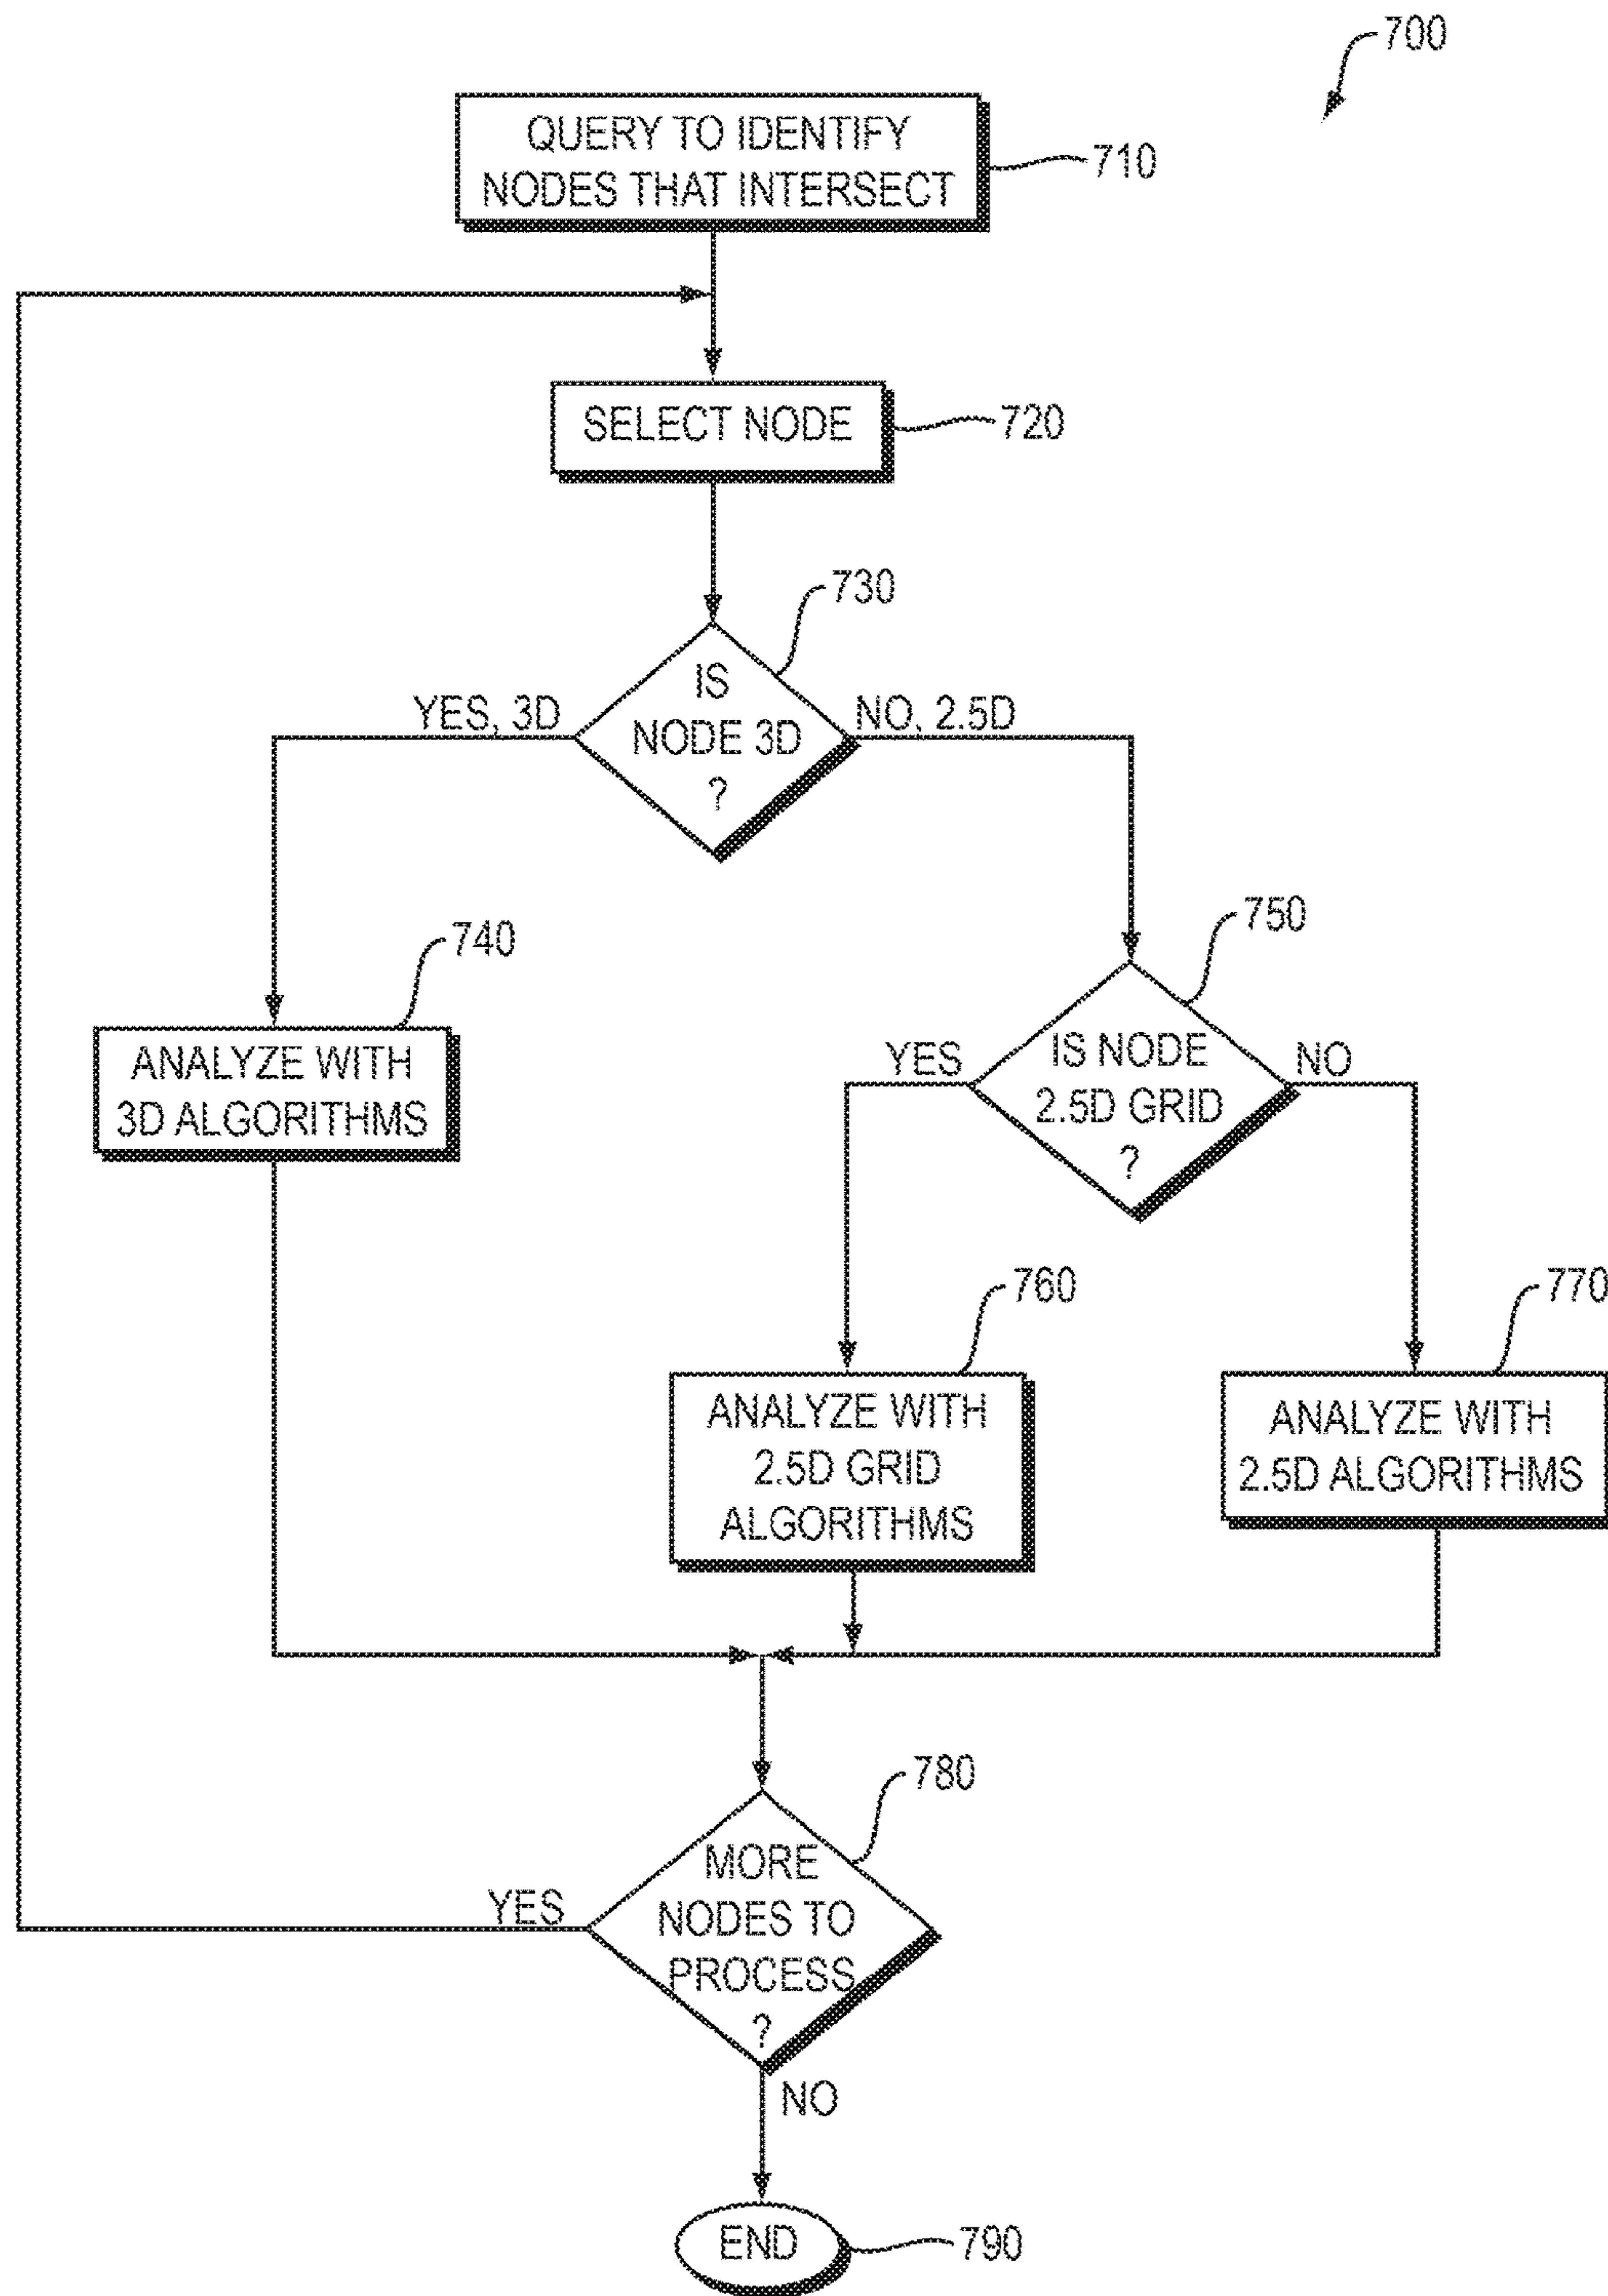 700
QUERY TO IDENTIFY
NODES THAT INTERSECT
710
SELECT NODE
720
730
IS
NODE 3D
?
YES, 3D
NO, 2.5D
740
ANALYZE WITH
3D ALGORITHMS
750
IS NODE
2.5D GRID
?
YES
NO
760
ANALYZE WITH
2.5D GRID
ALGORITHMS
770
ANALYZE WITH
2.5D ALGORITHMS
780
MORE
NODES TO
PROCESS
?
YES
NO
END
790